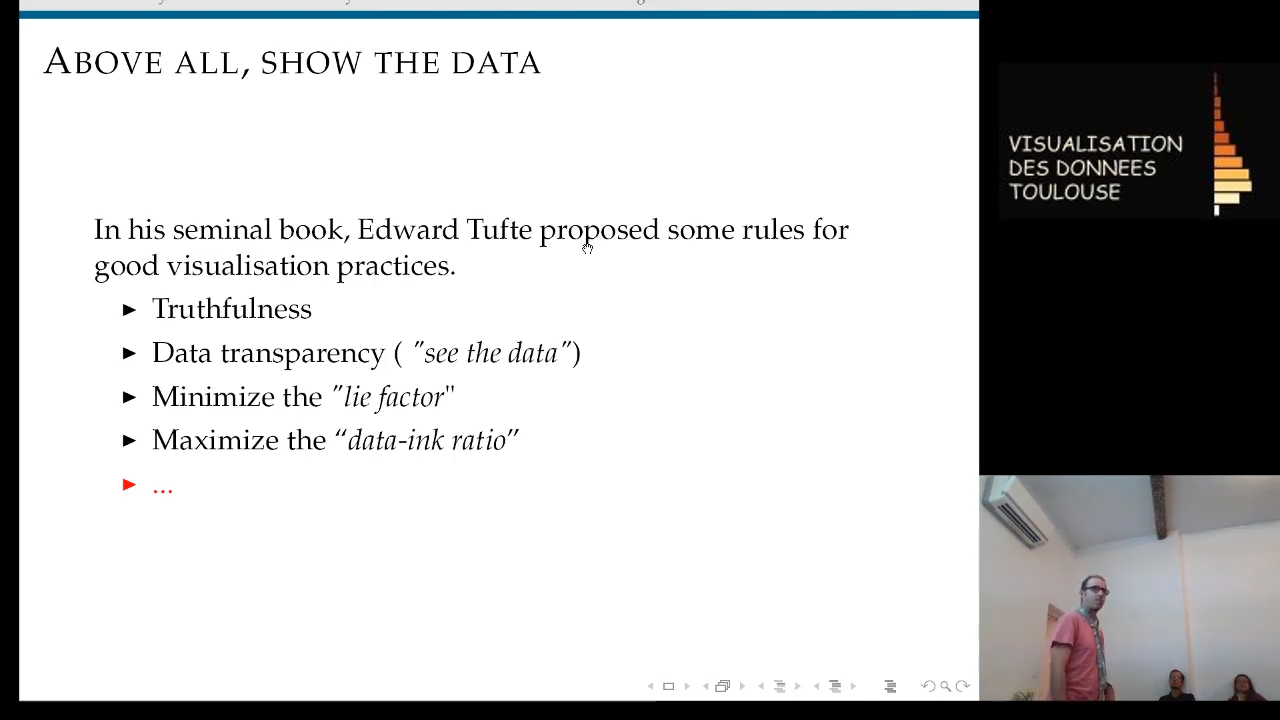 ABOVE ALL, SHOW THE DATA
In his seminal book, Edward Tufte proposed some rules for
good visualisation practices.
► Truthfulness
► Data transparency ( "see the data")
► Minimize the "lie factor"
► Maximize the “data-ink ratio”
► ...
VISUALISATION
DES DONNEES
TOULOUSE